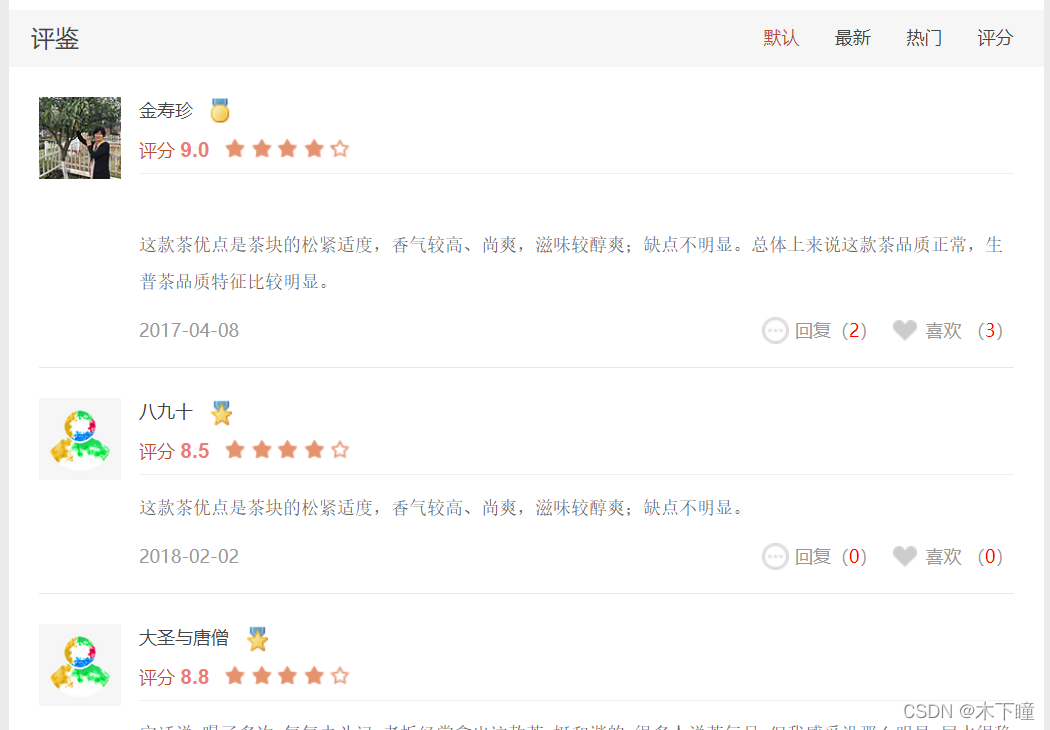 评鉴
默认 最新 热门 评分
金寿珍
评分 9.0
这款茶优点是茶块的松紧适度，香气较高、尚爽，滋味较醇爽；缺点不明显。总体上来说这款茶品质正常，生
普茶品质特征比较明显。
2017-04-08 回复（2） 喜欢 （3）
八九十
评分 8.5
这款茶优点是茶块的松紧适度，香气较高、尚爽，滋味较醇爽；缺点不明显。
2018-02-02 回复（0） 喜欢 （0）
大圣与唐僧
评分 8.8
CSDN @木下瞳